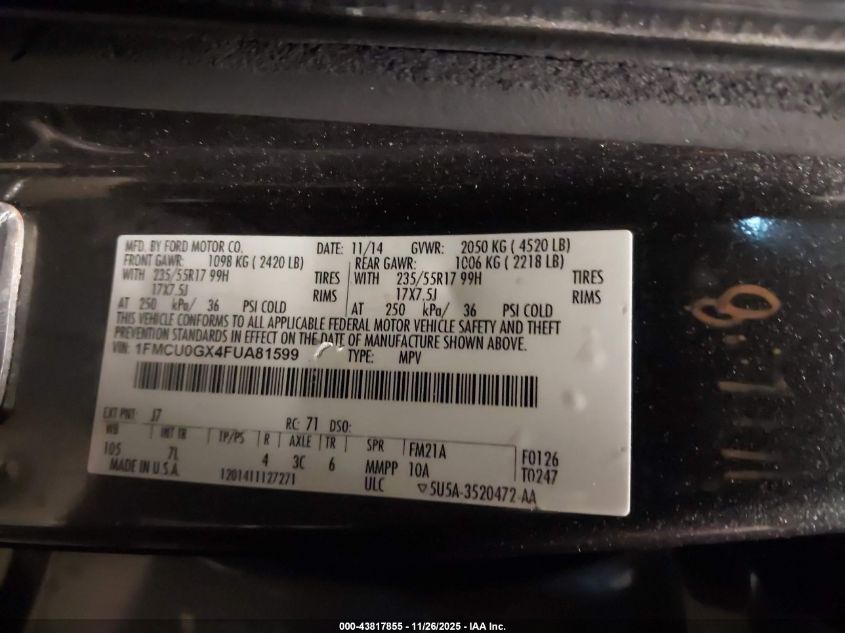 MFD. BY FORD MOTOR CO. DATE: 11/14 GVWR: 2050 KG ( 4520 LB)
FRONT GAWR: 1098 KG ( 2420 LB) REAR GAWR: 1006 KG ( 2218 LB)
WITH 235/55R17 99H TIRES WITH 235/55R17 99H TIRES
17X7.5J RIMS 17X7.5J RIMS
AT 250 kPa/ 36 PSI COLD AT 250 kPa/ 36 PSI COLD
THIS VEHICLE CONFORMS TO ALL APPLICABLE FEDERAL MOTOR VEHICLE SAFETY AND THEFT
PREVENTION STANDARDS IN EFFECT ON THE DATE OF MANUFACTURE SHOWN ABOVE.
VIN: 1FMCU0GX4FUA81599 TYPE: MPV
EXT PNT: J7 RC: 71 DSO:
WB INT TR TP/PS R AXLE TR SPR FM21A F0126
105 7L 4 3C 6 MMPP 10A T0247
MADE IN U.S.A. 1201411127271 ULC ▽5U5A-3520472-AA
000-43817855 - 11/26/2025 - IAA Inc.